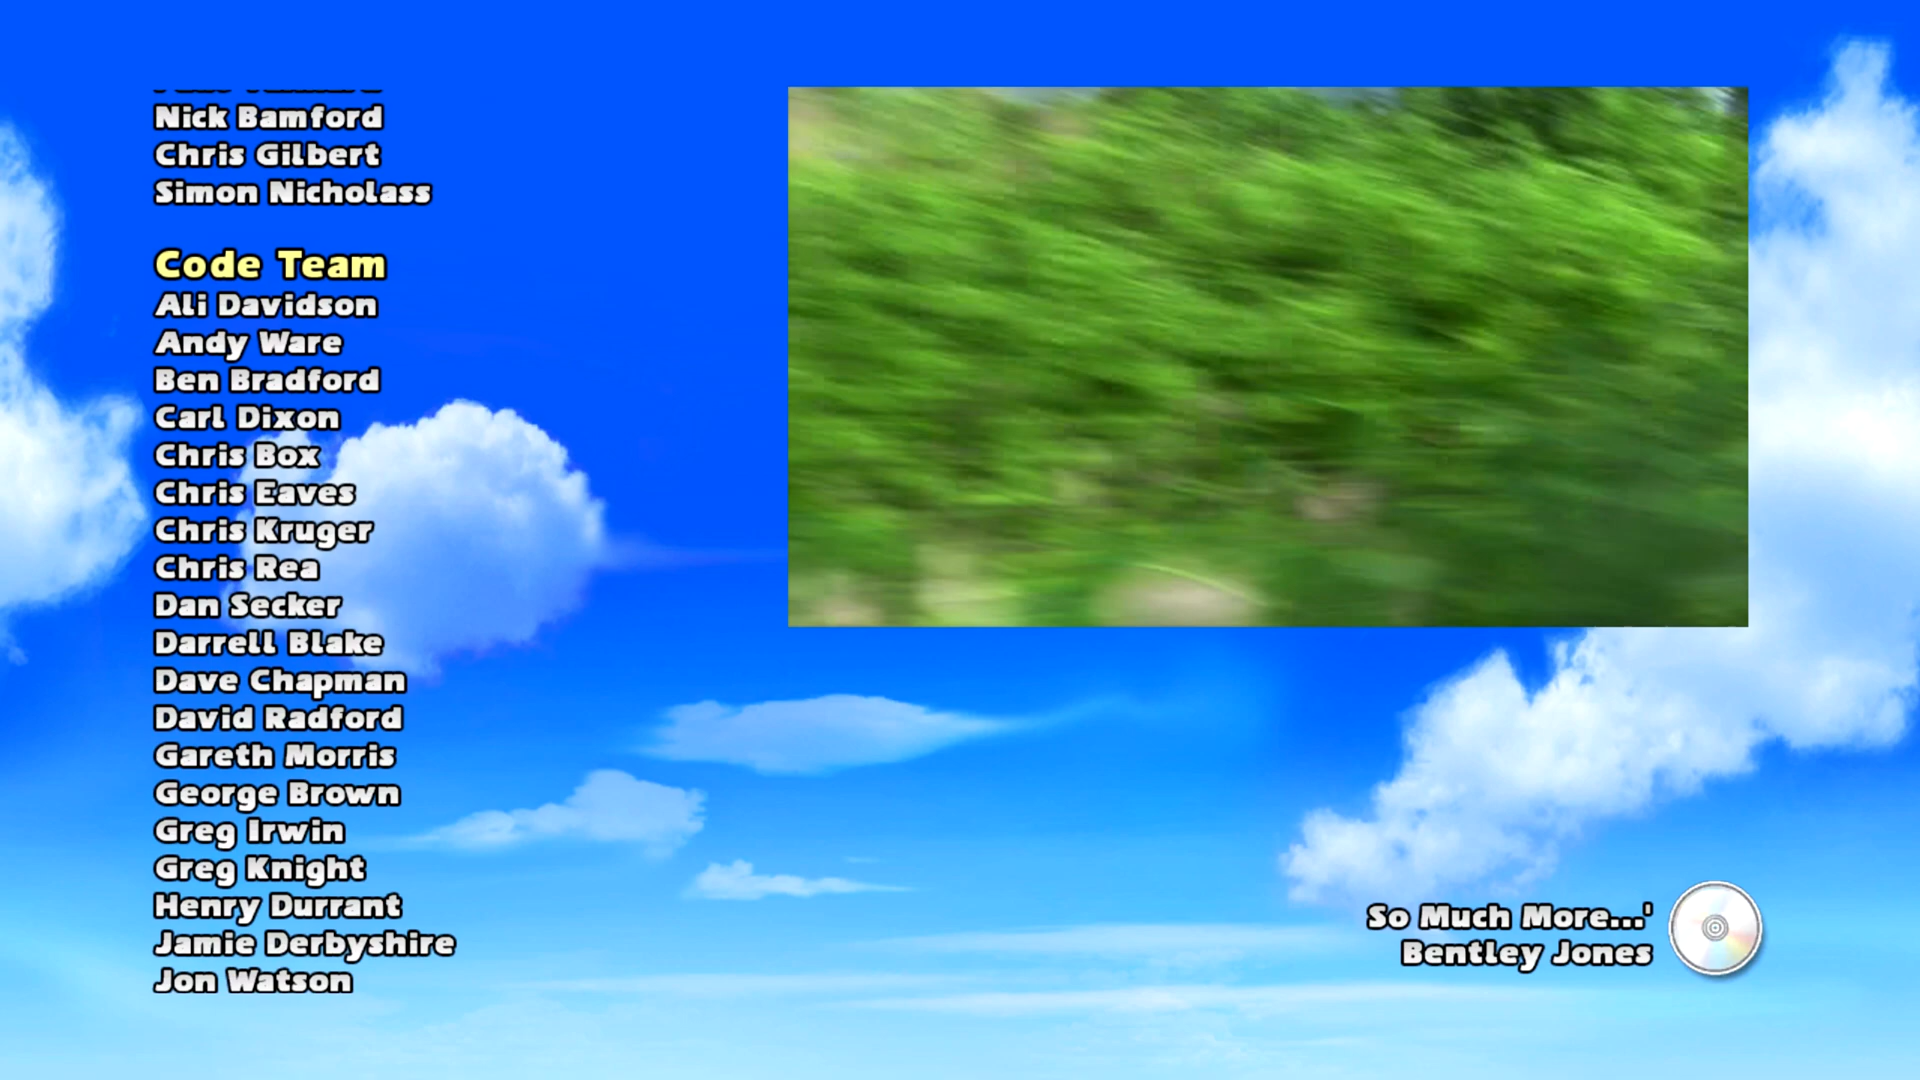 Nick Bamford
Chris Gilbert
Simon Nicholass
Code Team
Ali Davidson
Andy Ware
Ben Bradford
Carl Dixon
Chris Box
Chris Eaves
Chris Kruger
Chris Rea
Dan Secker
Darrell Blake
Dave Chapman
David Radford
Gareth Morris
George Brown
Greg Irwin
Greg Knight
Henry Durrant
Jamie Derbyshire
Jon Watson
So Much More...'
Bentley Jones